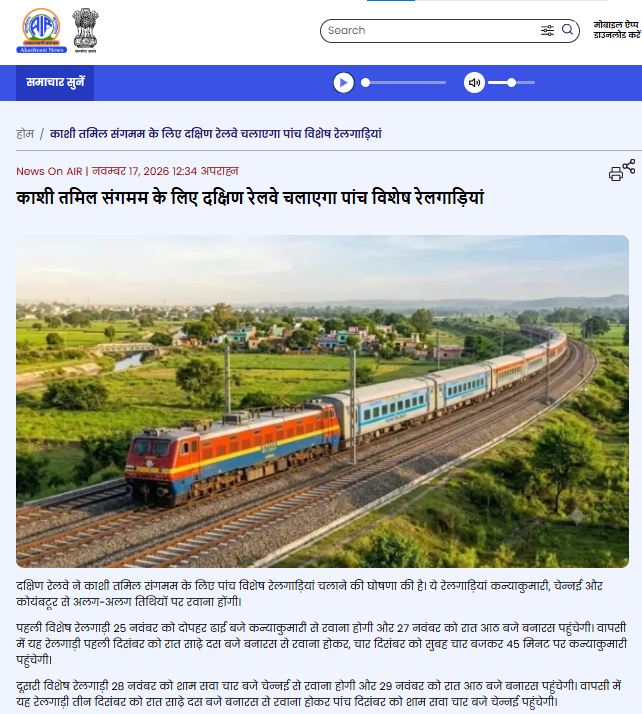 AIR
Akashvani News
सत्यमेव जयते
Search
मोबाइल ऐप्प
डाउनलोड करें
समाचार सुनें
होम / काशी तमिल संगमम के लिए दक्षिण रेलवे चलाएगा पांच विशेष रेलगाड़ियां
News On AIR | नवम्बर 17, 2026 12:34 अपराह्न
काशी तमिल संगमम के लिए दक्षिण रेलवे चलाएगा पांच विशेष रेलगाड़ियां
दक्षिण रेलवे ने काशी तमिल संगमम के लिए पांच विशेष रेलगाड़ियां चलाने की घोषणा की है। ये रेलगाड़ियां कन्याकुमारी, चेन्नई और
कोयंबटूर से अलग-अलग तिथियों पर रवाना होंगी।
पहली विशेष रेलगाड़ी 25 नवंबर को दोपहर ढाई बजे कन्याकुमारी से रवाना होगी और 27 नवंबर को रात आठ बजे बनारस पहुंचेगी। वापसी
में यह रेलगाड़ी पहली दिसंबर को रात साढ़े दस बजे बनारस से रवाना होकर, चार दिसंबर को सुबह चार बजकर 45 मिनट पर कन्याकुमारी
पहुंचेगी।
दूसरी विशेष रेलगाड़ी 28 नवंबर को शाम सवा चार बजे चेन्नई से रवाना होगी और 29 नवंबर को रात आठ बजे बनारस पहुंचेगी। वापसी में
यह रेलगाड़ी तीन दिसंबर को रात साढ़े दस बजे बनारस से रवाना होकर पांच दिसंबर को शाम सवा चार बजे चेन्नई पहुंचेगी।